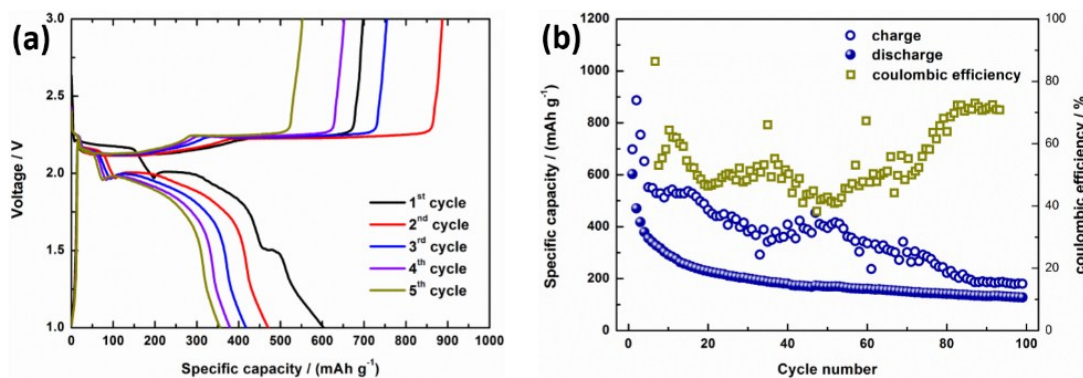 (a)
3.0
2.5
2.0
1.5
1.0
Voltage / V
1st cycle
2nd cycle
3rd cycle
4th cycle
5th cycle
0 100 200 300 400 500 600 700 800 900 1000
Specific capacity / (mAh g-1)
(b)
1200
1000
800
600
400
200
0
Specific capacity / (mAh g-1)
charge
discharge
coulombic efficiency
100
80
60
40
20
0
coulombic efficiency / %
0 20 40 60 80 100
Cycle number